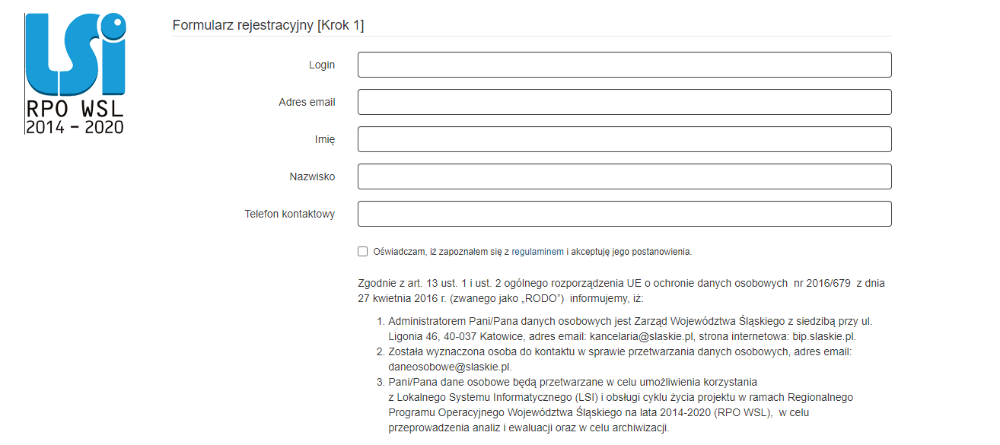 LSi
RPO WSL
2014 - 2020
Formularz rejestracyjny [Krok 1]
Login
Adres email
Imię
Nazwisko
Telefon kontaktowy
Oświadczam, iż zapoznałem się z regulaminem i akceptuję jego postanowienia.
Zgodnie z art. 13 ust. 1 i ust. 2 ogólnego rozporządzenia UE o ochronie danych osobowych nr 2016/679 z dnia
27 kwietnia 2016 r. (zwanego jako „RODO”) informujemy, iż:
1. Administratorem Pani/Pana danych osobowych jest Zarząd Województwa Śląskiego z siedzibą przy ul.
Ligonia 46, 40-037 Katowice, adres email: kancelaria@slaskie.pl, strona internetowa: bip.slaskie.pl.
2. Została wyznaczona osoba do kontaktu w sprawie przetwarzania danych osobowych, adres email:
daneosobowe@slaskie.pl.
3. Pani/Pana dane osobowe będą przetwarzane w celu umożliwienia korzystania
z Lokalnego Systemu Informatycznego (LSI) i obsługi cyklu życia projektu w ramach Regionalnego
Programu Operacyjnego Województwa Śląskiego na lata 2014-2020 (RPO WSL), w celu
przeprowadzenia analiz i ewaluacji oraz w celu archiwizacji.